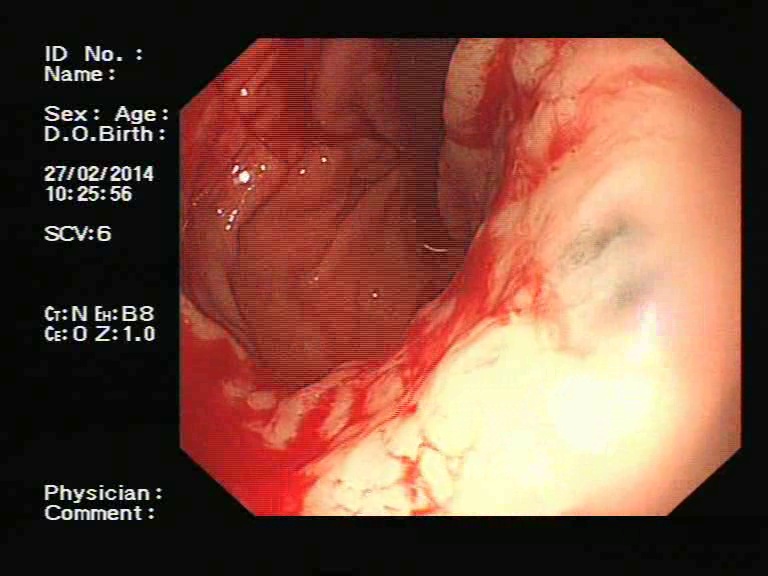 ID No. :
Name:
Sex: Age:
D.O.Birth:
27/02/2014
10:25:56
SCV:6
CT:N EH:B8
CE:0 Z:1.0
Physician:
Comment: